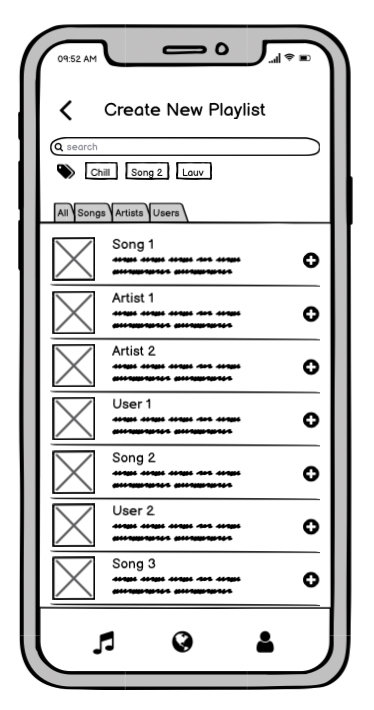 09:52 AM
Create New Playlist
search
Chill Song 2 Lauv
All Songs Artists Users
Song 1
Artist 1
Artist 2
User 1
Song 2
User 2
Song 3